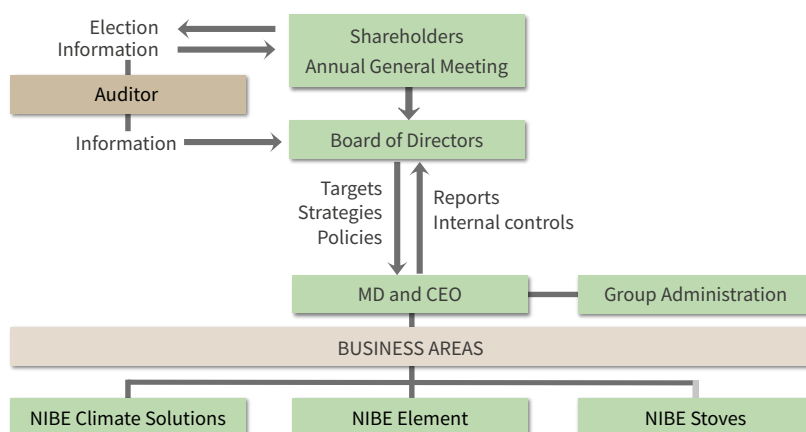 Election
Information
Shareholders
Annual General Meeting
Auditor
Information
Board of Directors
Targets
Strategies
Policies
Reports
Internal controls
MD and CEO
Group Administration
BUSINESS AREAS
NIBE Climate Solutions
NIBE Element
NIBE Stoves